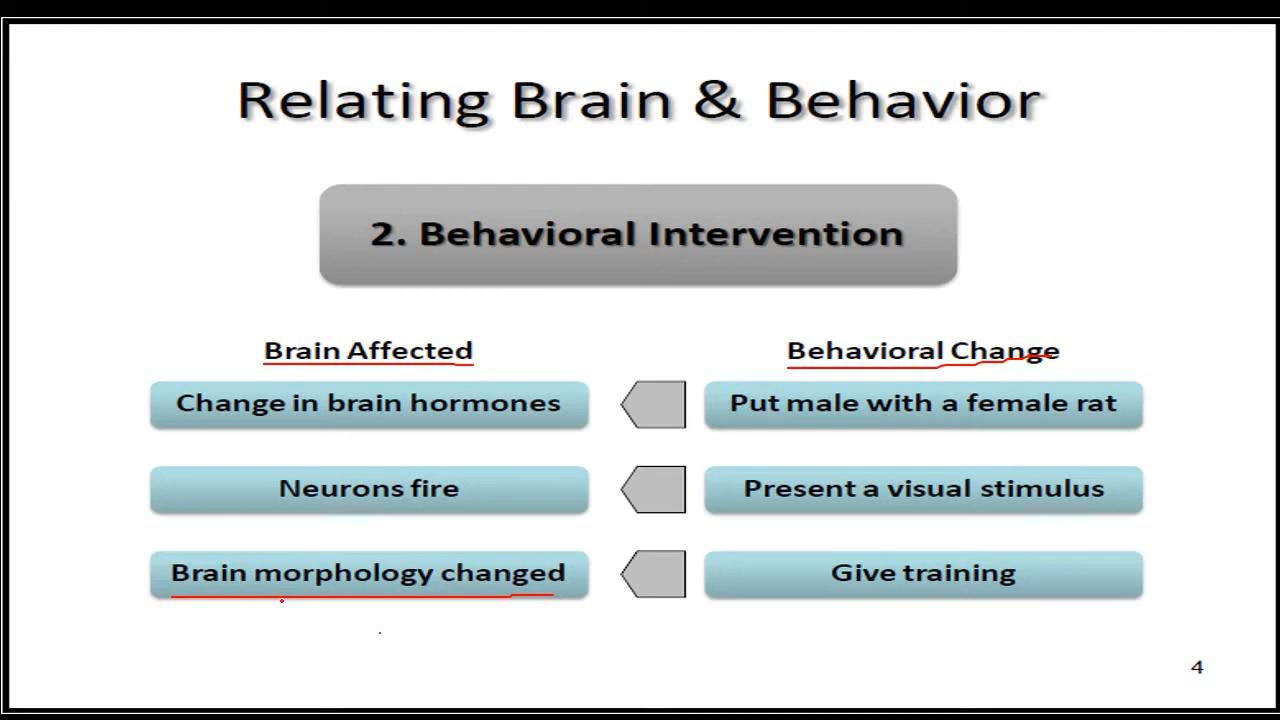 Relating Brain & Behavior
2. Behavioral Intervention
Brain Affected
Behavioral Change
Change in brain hormones
Put male with a female rat
Neurons fire
Present a visual stimulus
Brain morphology changed
Give training
4